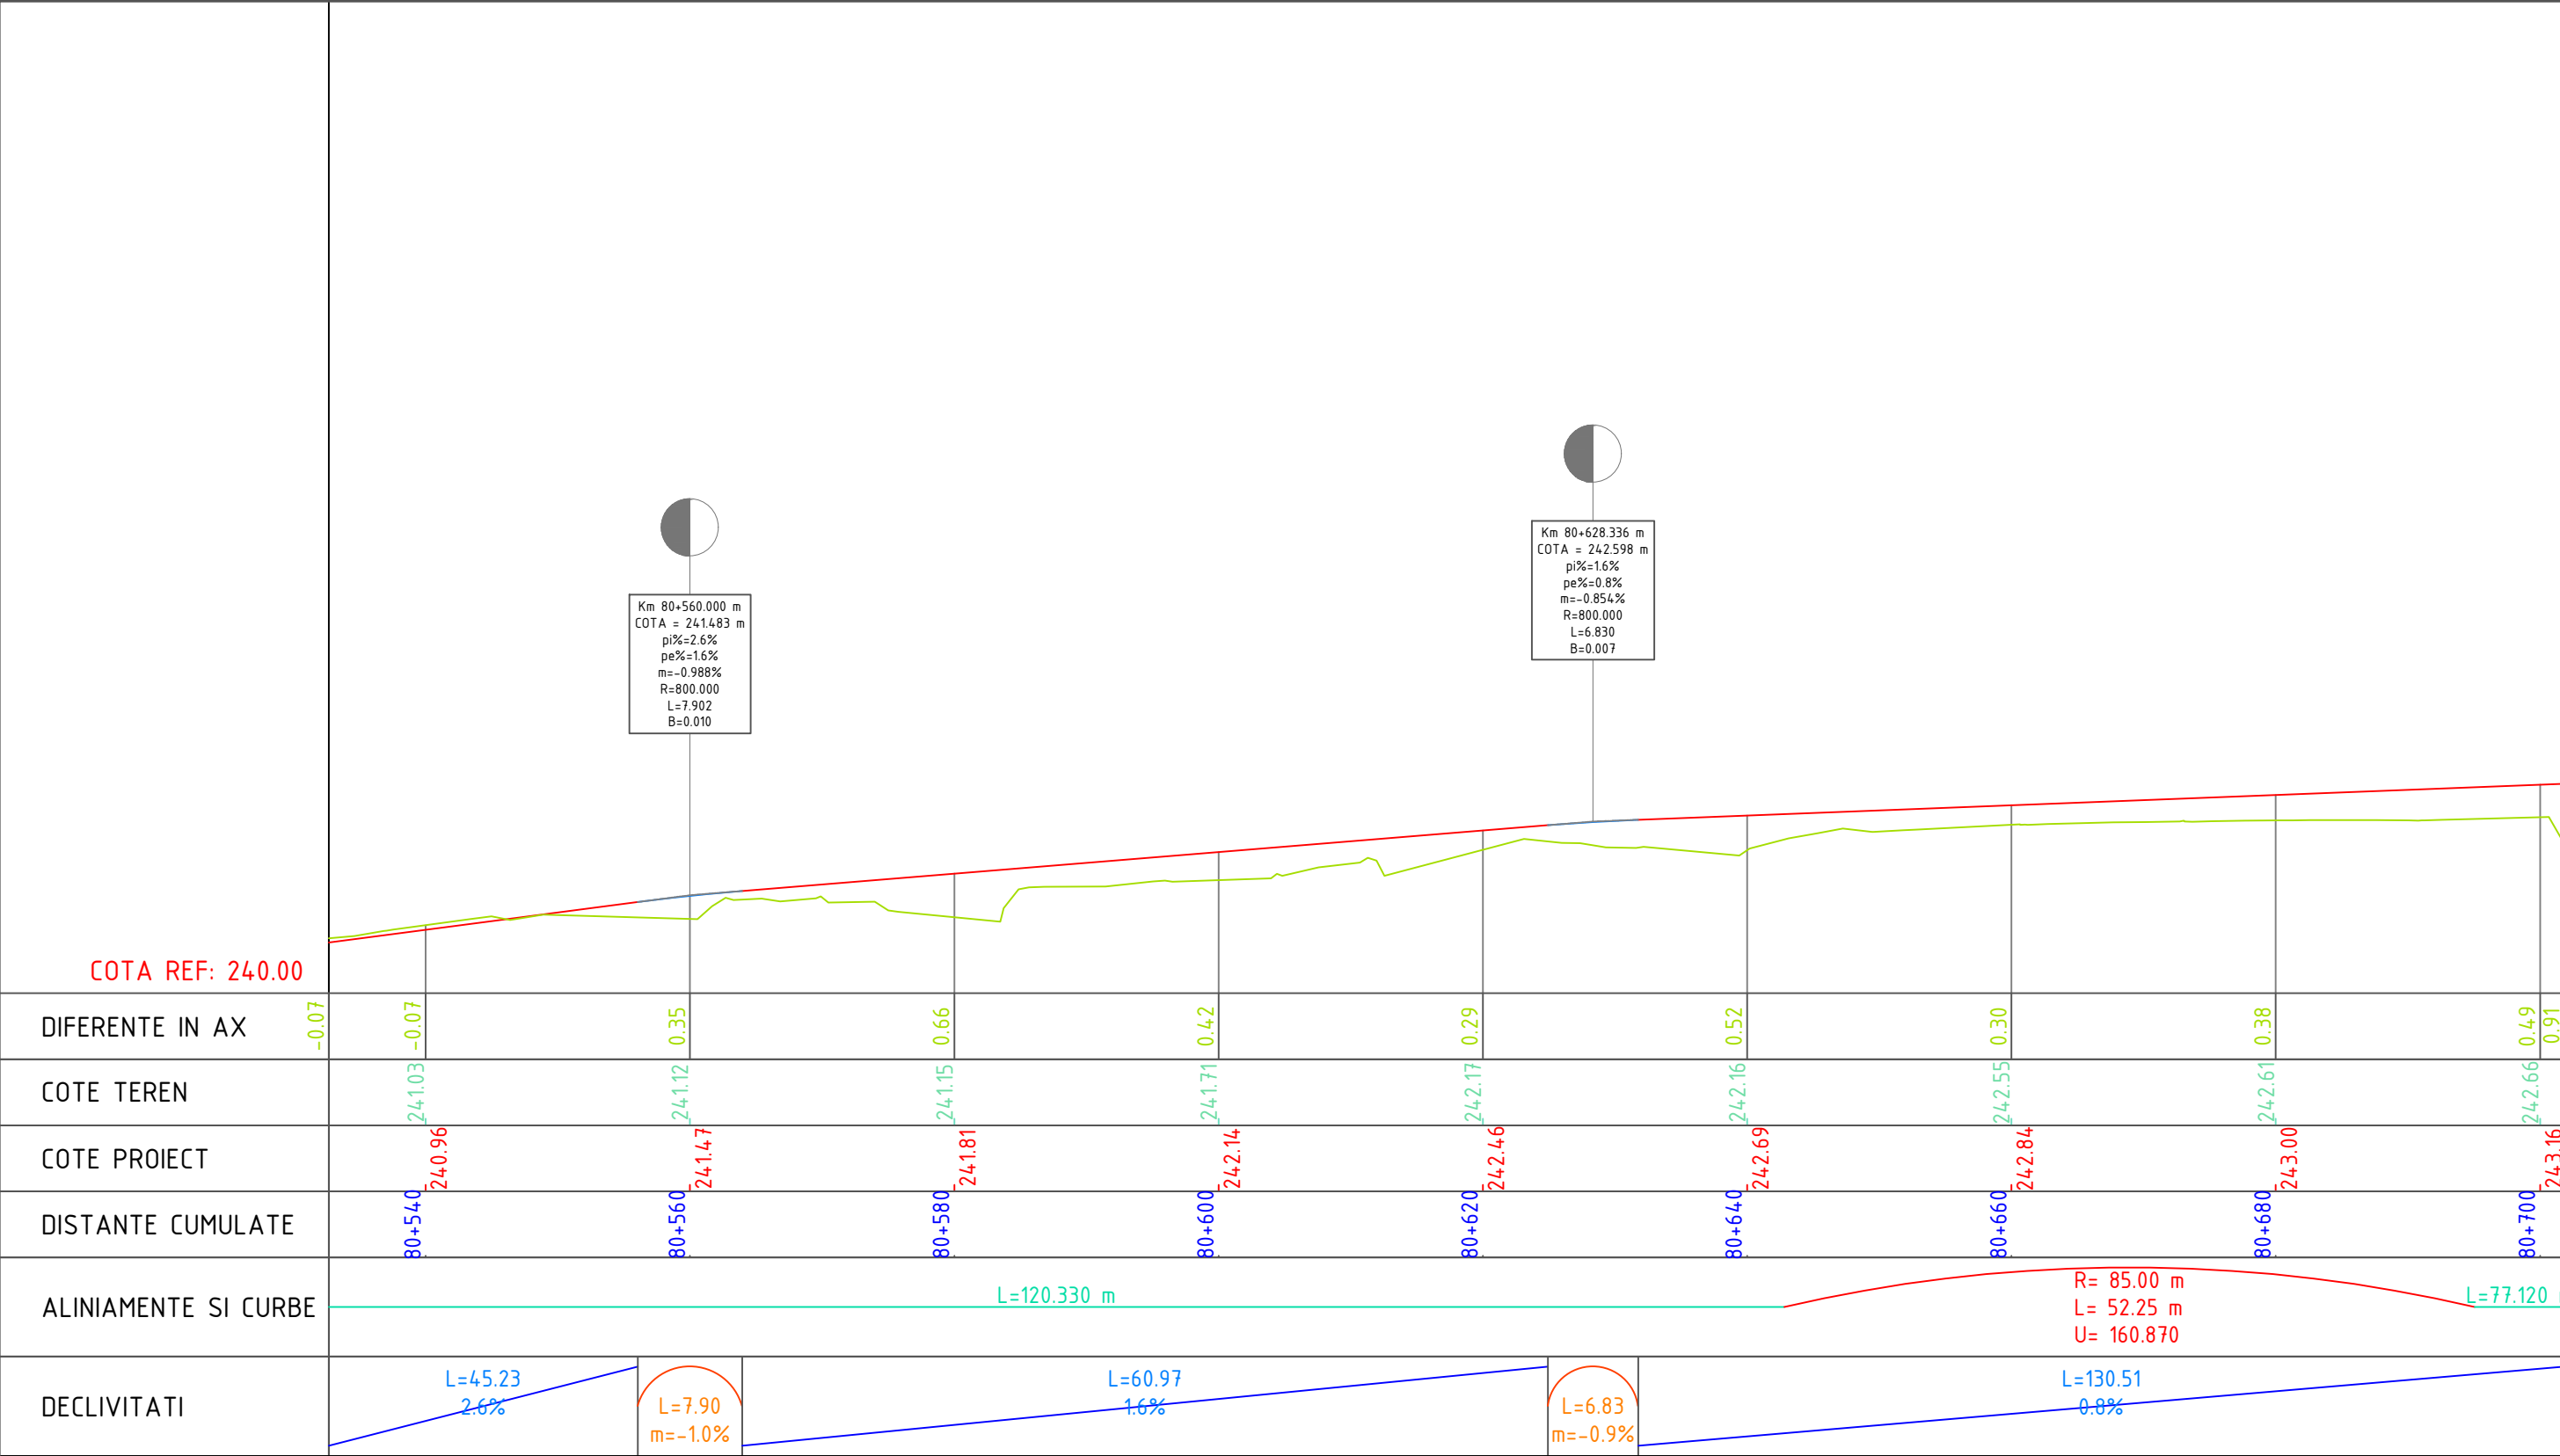 Km 80+560.000 m
COTA = 241.483 m
pi%=2.6%
pe%=1.6%
m=-0.988%
R=800.000
L=7.902
B=0.010
Km 80+628.336 m
COTA = 242.598 m
pi%=1.6%
pe%=0.8%
m=-0.854%
R=800.000
L=6.830
B=0.007
COTA REF: 240.00
DIFERENTE IN AX -0.07 -0.07 0.35 0.66 0.42 0.29 0.52 0.30 0.38 0.49 0.91
COTE TEREN 241.03 241.12 241.15 241.71 242.17 242.16 242.55 242.61 242.66
COTE PROIECT 240.96 241.47 241.81 242.14 242.46 242.69 242.84 243.00 243.16
DISTANTE CUMULATE 80+540 80+560 80+580 80+600 80+620 80+640 80+660 80+680 80+700
ALINIAMENTE SI CURBE
L=120.330 m
R= 85.00 m
L= 52.25 m
U= 160.870
L=77.120
DECLIVITATI
L=45.23
2.6%
L=7.90
m=-1.0%
L=60.97
1.6%
L=6.83
m=-0.9%
L=130.51
0.8%